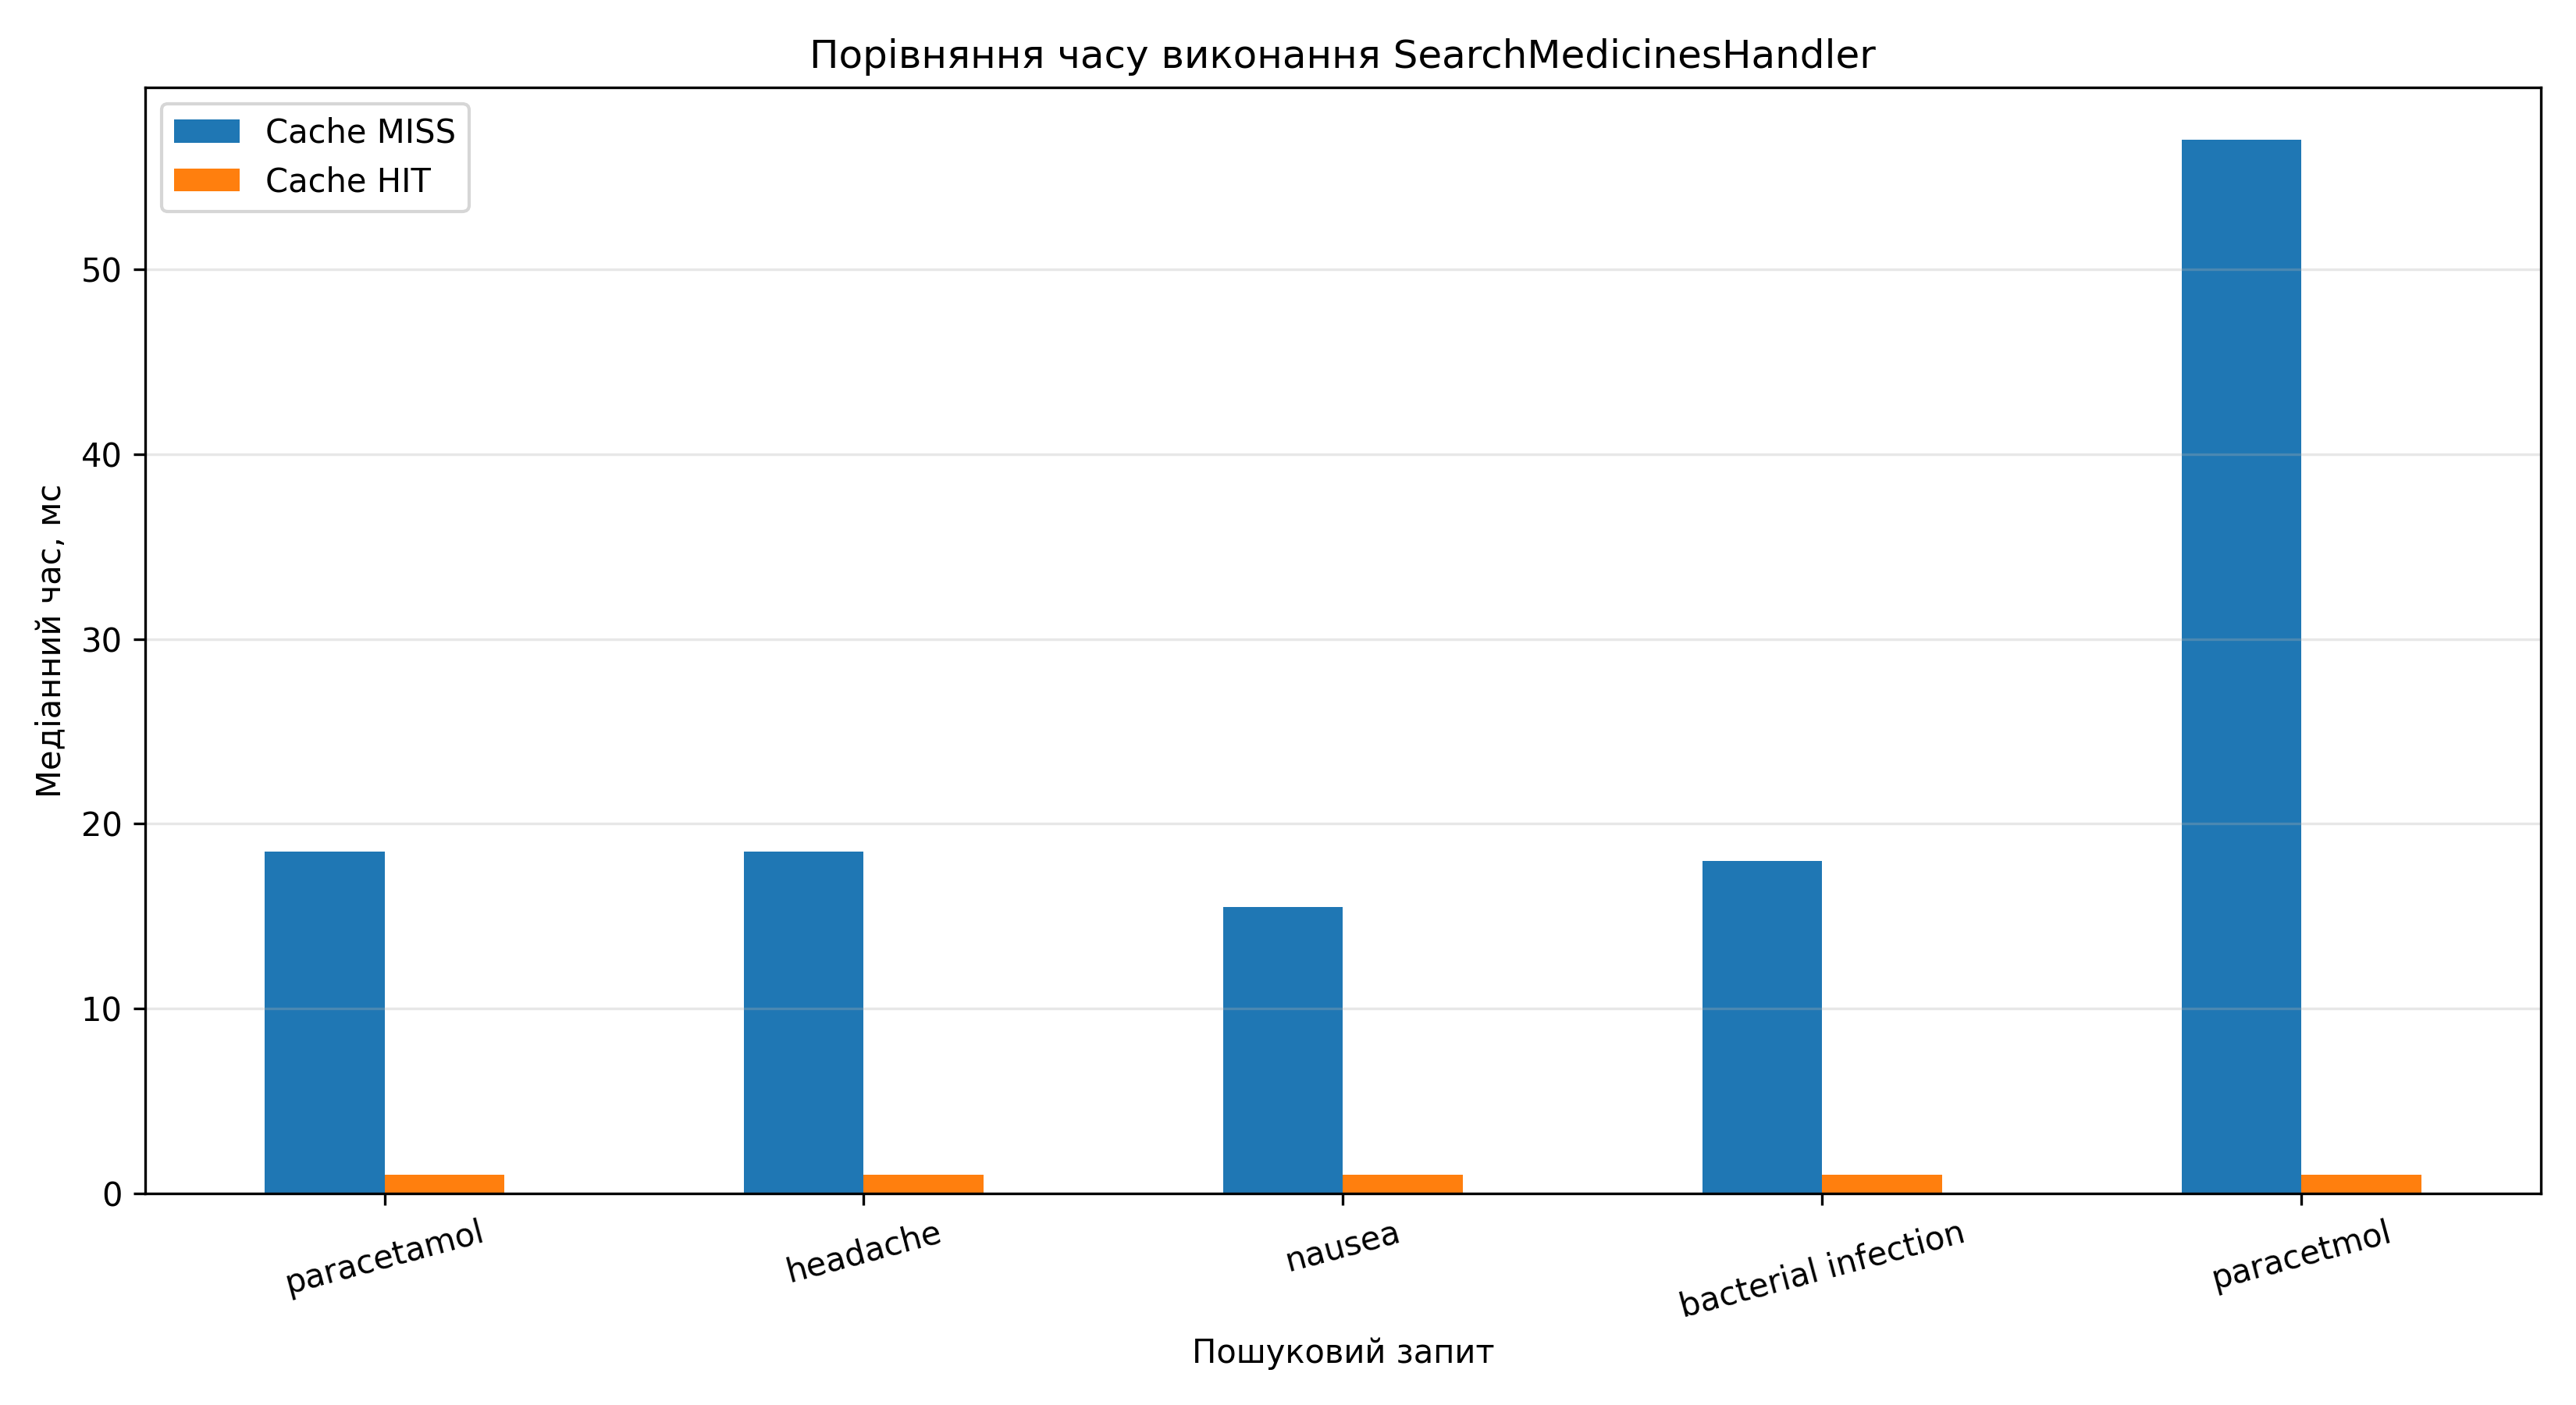 Порівняння часу виконання SearchMedicinesHandler
Cache MISS
Cache HIT
Медіанний час, мс
50
40
30
20
10
0
paracetamol
headache
nausea
bacterial infection
paracetmol
Пошуковий запит